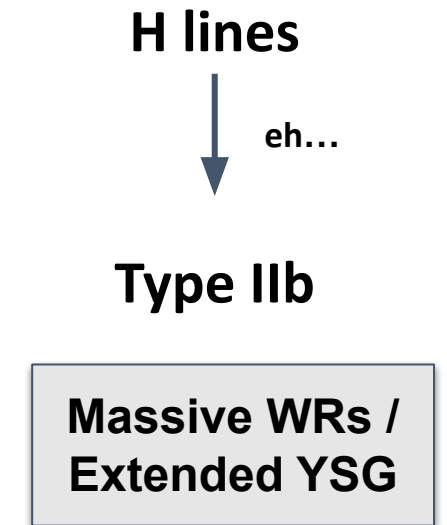 H lines
eh...
Type IIb
Massive WRs /
Extended YSG